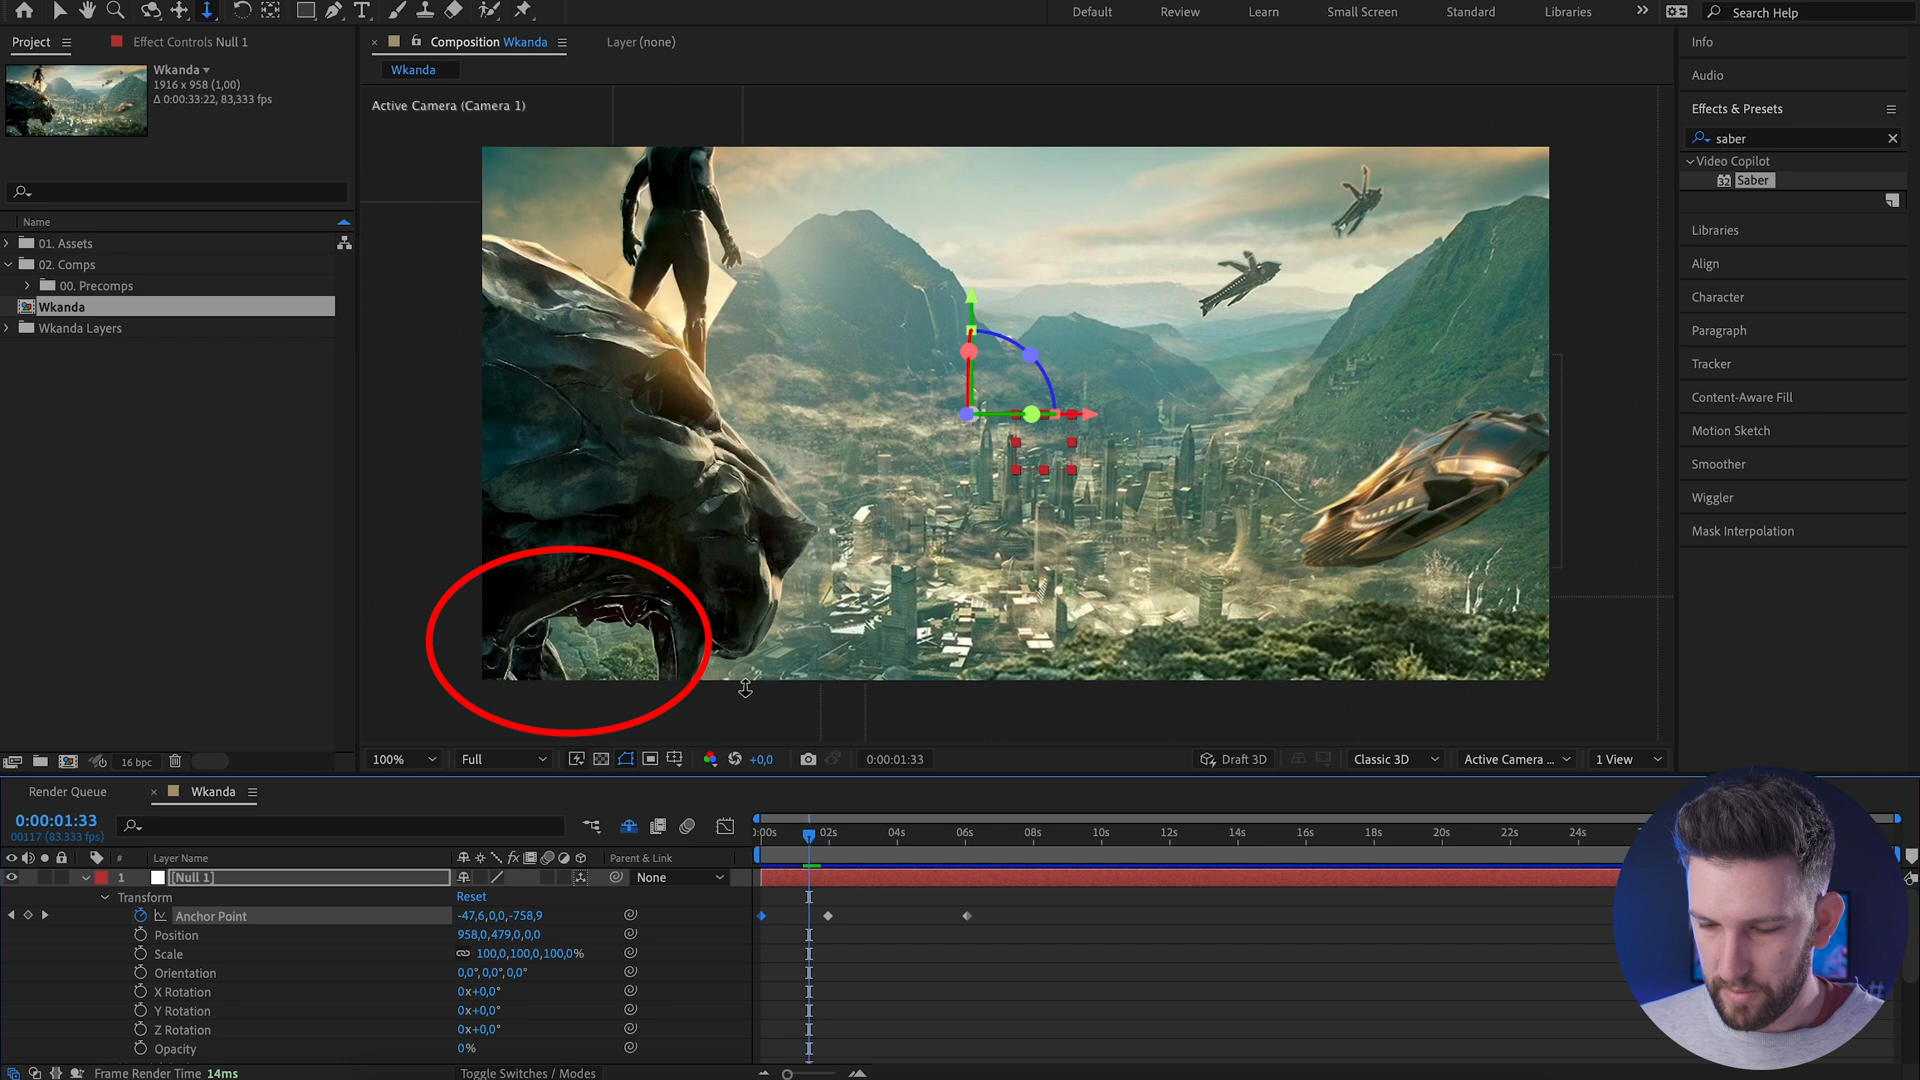 Default
Review
Learn
Small Screen
Standard
Libraries
Search Help
Project
Effect Controls Null 1
Composition Wkanda
Layer (none)
Wkanda
1916 x 958 (1,00)
Δ 0:00:33:22, 83,333 fps
Wkanda
Active Camera (Camera 1)
Name
01. Assets
02. Comps
00. Precomps
Wkanda
Wkanda Layers
Info
Audio
Effects & Presets
saber
Video Copilot
32 Saber
Libraries
Align
Character
Paragraph
Tracker
Content-Aware Fill
Motion Sketch
Smoother
Wiggler
Mask Interpolation
16 bpc
100%
Full
+0,0
0:00:01:33
Draft 3D
Classic 3D
Active Camera ...
1 View
Render Queue
Wkanda
0:00:01:33
00117 (83.333 fps)
):00s
02s
04s
06s
08s
10s
12s
14s
16s
18s
20s
22s
24s
#
Layer Name
fx
Parent & Link
1
[Null 1]
None
Transform
Reset
Anchor Point
-47,6,0,0,-758,9
Position
958,0,479,0,0,0
Scale
100,0,100,0,100,0%
Orientation
0,0°,0,0°,0,0°
X Rotation
0x+0,0°
Y Rotation
0x+0,0°
Z Rotation
0x+0,0°
Opacity
0%
Frame Render Time 14ms
Toggle Switches / Modes